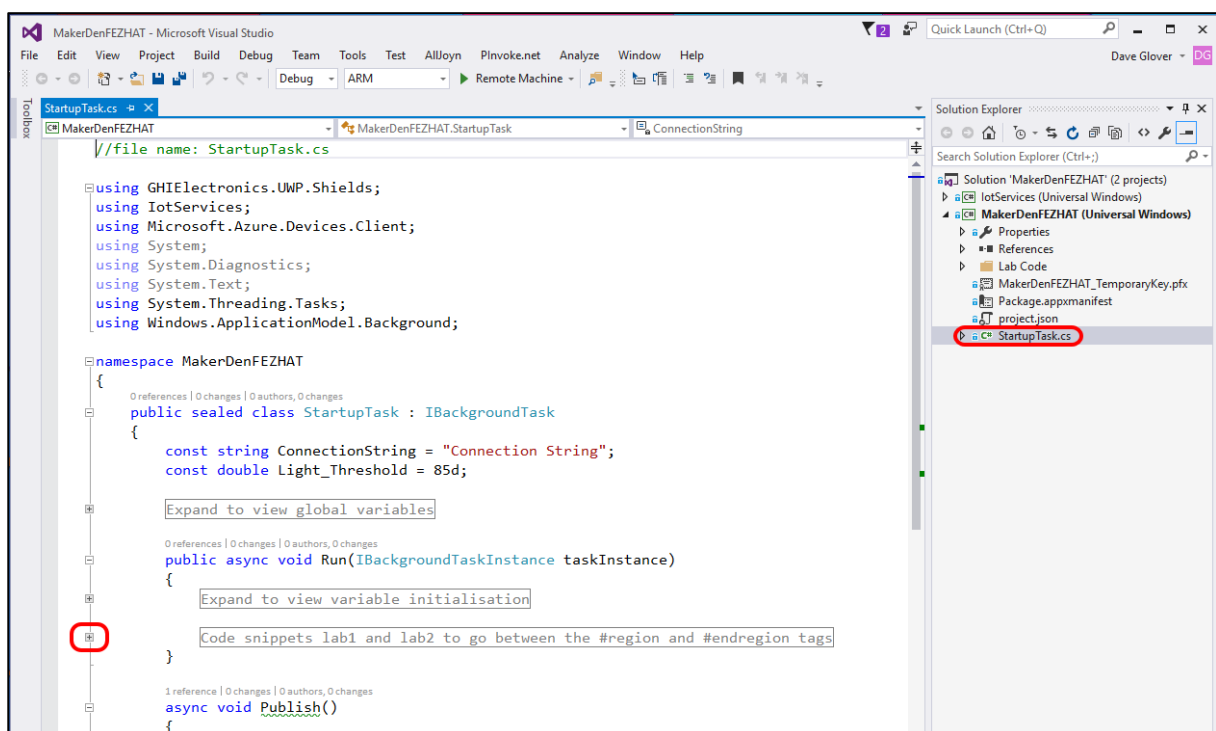 MakerDenFEZHAT - Microsoft Visual Studio
2
Quick Launch (Ctrl+Q)
File Edit View Project Build Debug Team Tools Test AllJoyn PInvoke.net Analyze Window Help
Dave Glover DG
Debug ARM Remote Machine
Toolbox
StartupTask.cs
C# MakerDenFEZHAT MakerDenFEZHAT.StartupTask ConnectionString
//file name: StartupTask.cs
using GHIElectronics.UWP.Shields;
using IotServices;
using Microsoft.Azure.Devices.Client;
using System;
using System.Diagnostics;
using System.Text;
using System.Threading.Tasks;
using Windows.ApplicationModel.Background;
namespace MakerDenFEZHAT
{
0 references | 0 changes | 0 authors, 0 changes
public sealed class StartupTask : IBackgroundTask
{
const string ConnectionString = "Connection String";
const double Light_Threshold = 85d;
Expand to view global variables
0 references | 0 changes | 0 authors, 0 changes
public async void Run(IBackgroundTaskInstance taskInstance)
{
Expand to view variable initialisation
Code snippets lab1 and lab2 to go between the #region and #endregion tags
}
1 reference | 0 changes | 0 authors, 0 changes
async void Publish()
{
Solution Explorer
Search Solution Explorer (Ctrl+;)
Solution 'MakerDenFEZHAT' (2 projects)
C# IotServices (Universal Windows)
C# MakerDenFEZHAT (Universal Windows)
Properties
References
Lab Code
MakerDenFEZHAT_TemporaryKey.pfx
Package.appxmanifest
project.json
C# StartupTask.cs